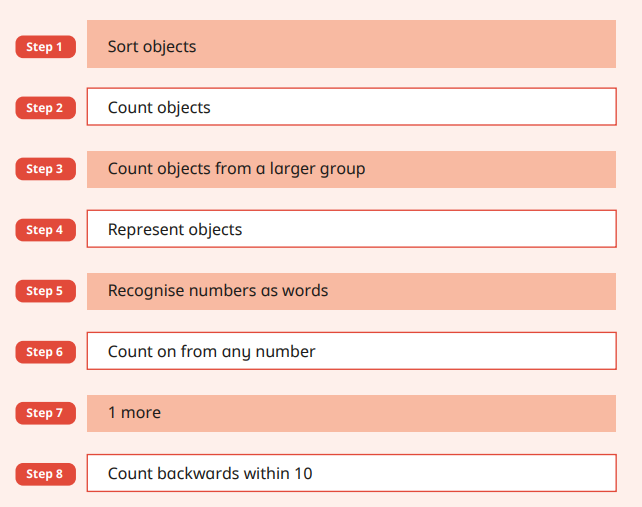 Step 1 Sort objects
Step 2 Count objects
Step 3 Count objects from a larger group
Step 4 Represent objects
Step 5 Recognise numbers as words
Step 6 Count on from any number
Step 7 1 more
Step 8 Count backwards within 10